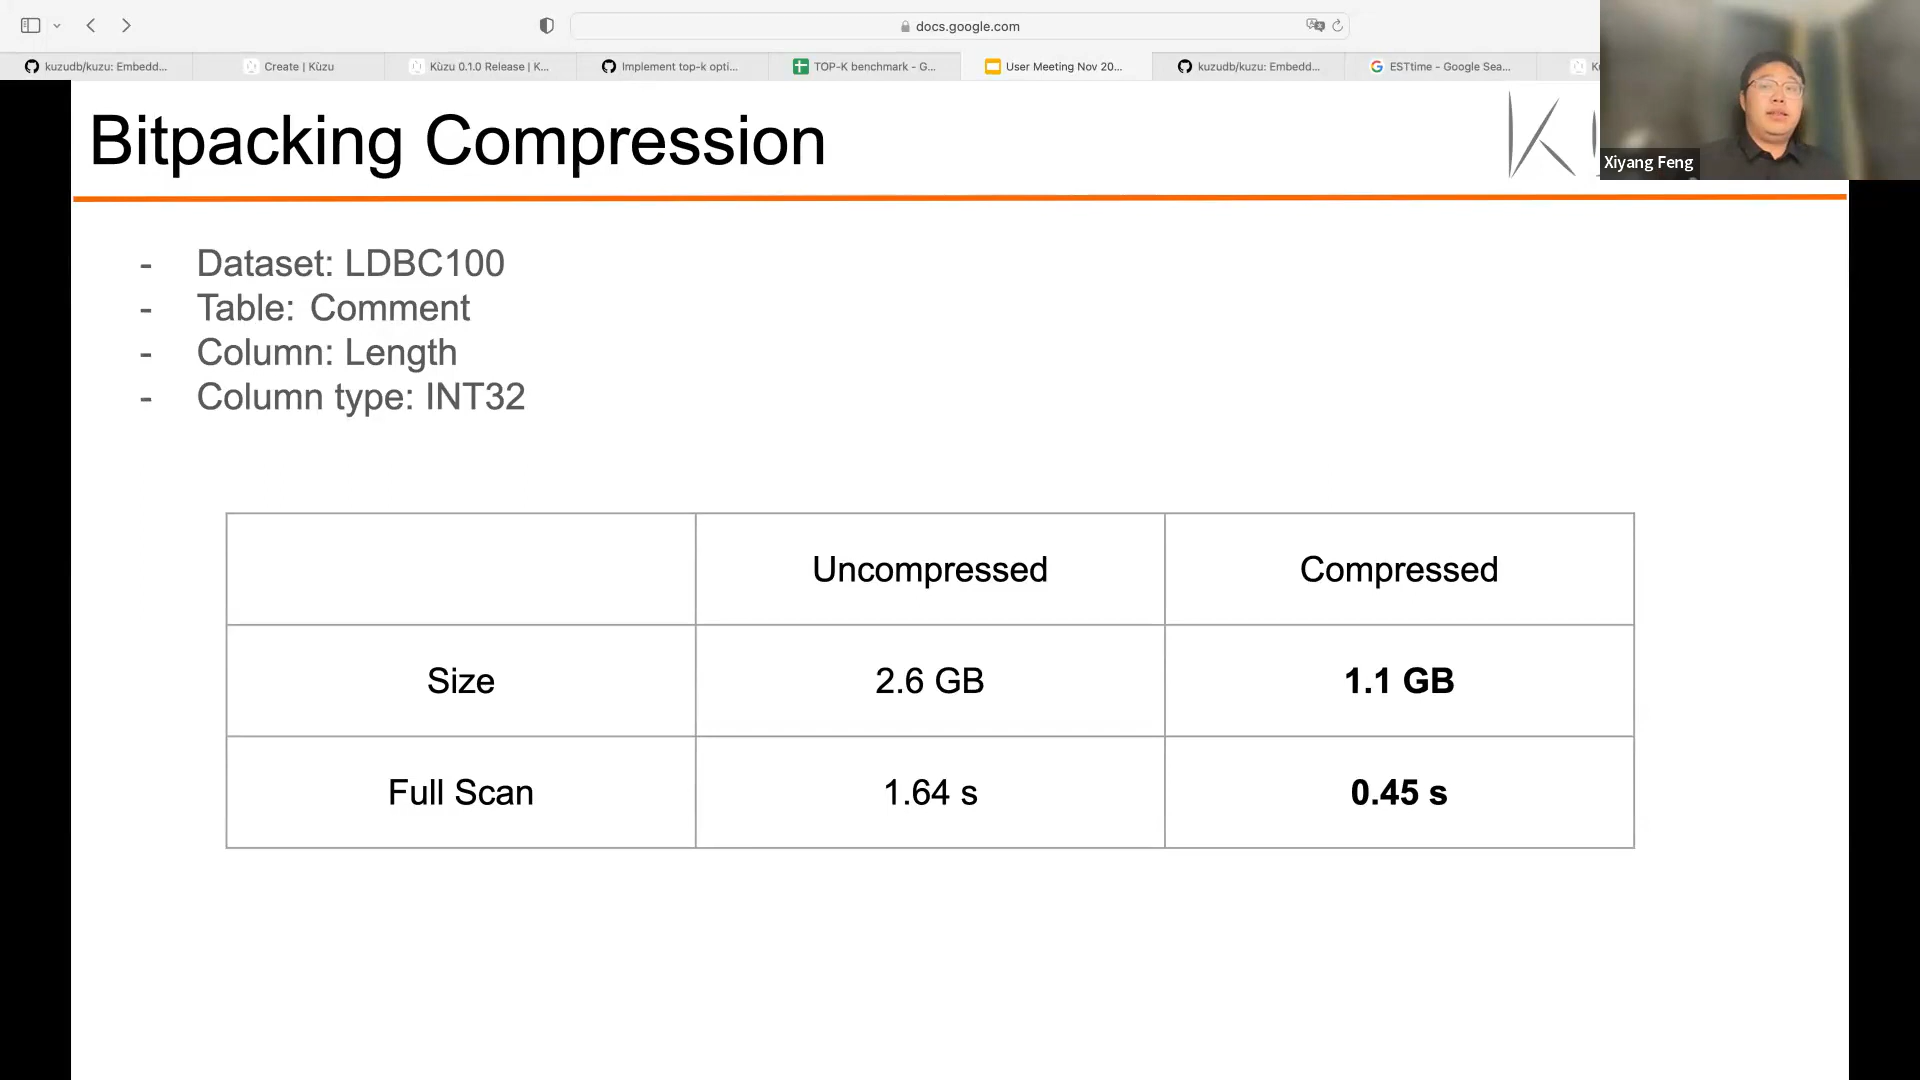 docs.google.com
kuzudb/kuzu: Embedd...
Create | Kùzu
Kùzu 0.1.0 Release | K...
Implement top-k opti...
TOP-K benchmark - G...
User Meeting Nov 20...
kuzudb/kuzu: Embedd...
ESTtime - Google Sea...
Xiyang Feng
Bitpacking Compression
- Dataset: LDBC100
- Table: Comment
- Column: Length
- Column type: INT32
Uncompressed Compressed
Size 2.6 GB 1.1 GB
Full Scan 1.64 s 0.45 s